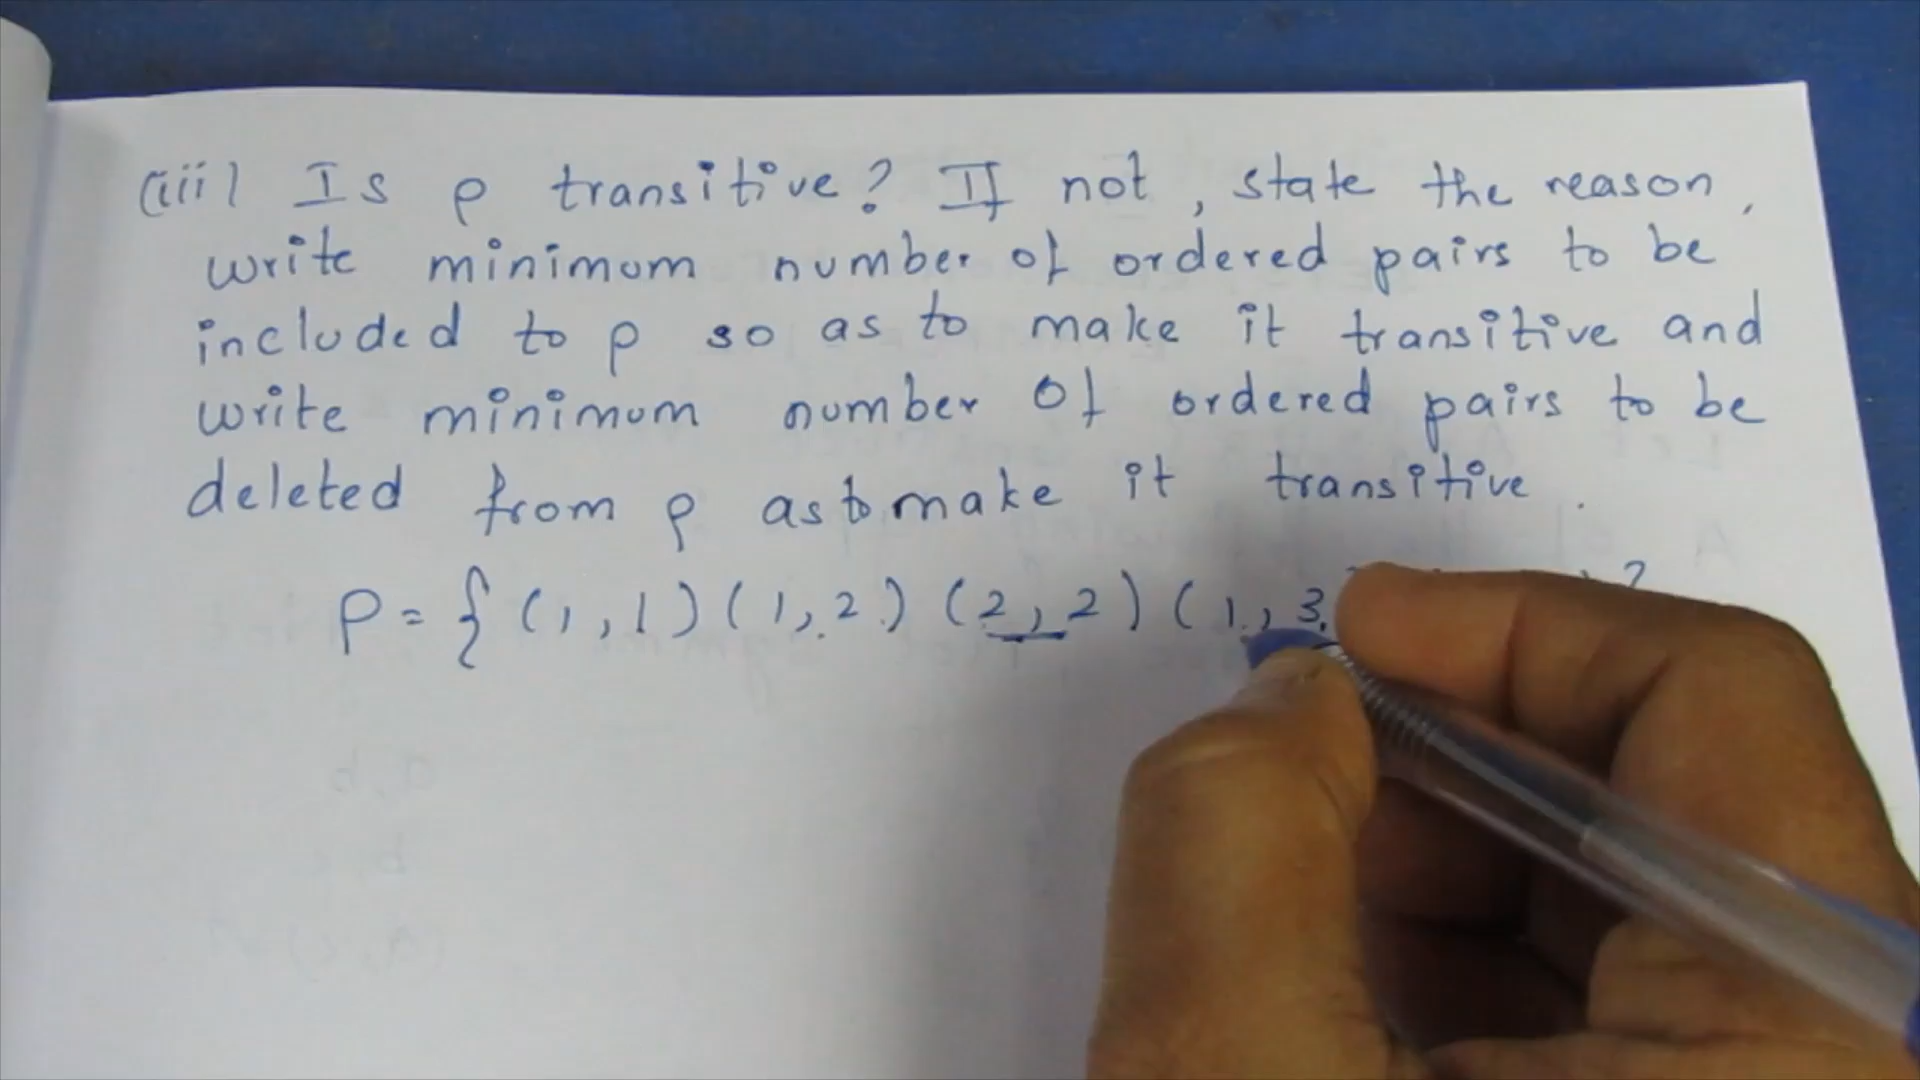 (iii) Is ρ transitive? If not, state the reason,
write minimum number of ordered pairs to be
included to ρ so as to make it transitive and
write minimum number of ordered pairs to be
deleted from ρ as to make it transitive.
ρ = { (1,1) (1,2) (2,2) (1,3